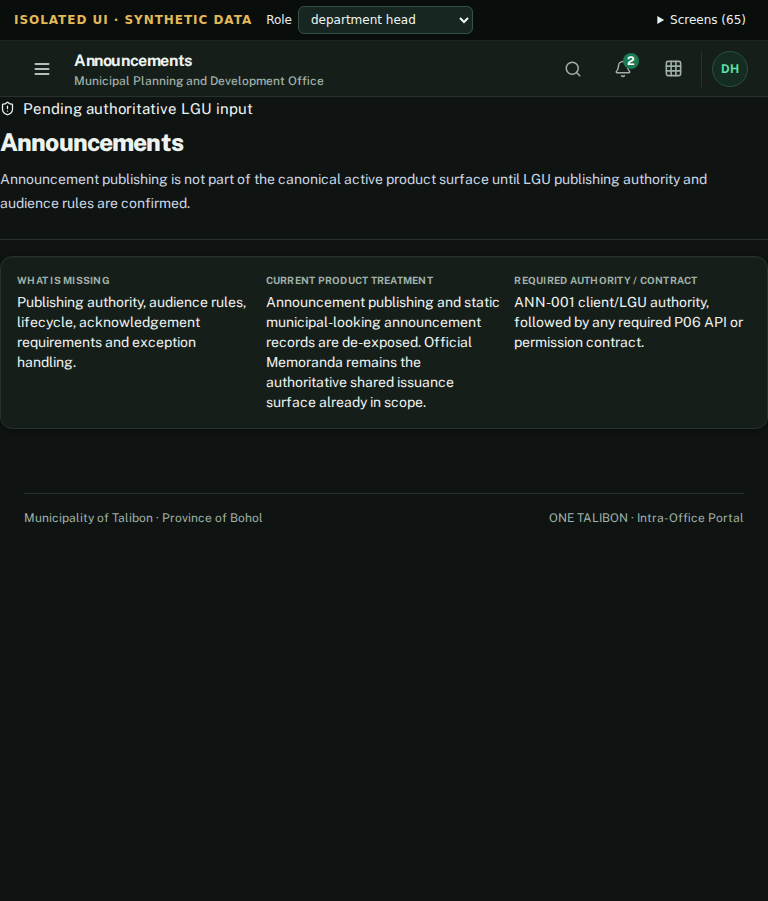 ISOLATED UI · SYNTHETIC DATA Role department head Screens (65)
Announcements
Municipal Planning and Development Office
2
DH
Pending authoritative LGU input
Announcements
Announcement publishing is not part of the canonical active product surface until LGU publishing authority and
audience rules are confirmed.
WHAT IS MISSING
Publishing authority, audience rules,
lifecycle, acknowledgement
requirements and exception
handling.
CURRENT PRODUCT TREATMENT
Announcement publishing and static
municipal-looking announcement
records are de-exposed. Official
Memoranda remains the
authoritative shared issuance
surface already in scope.
REQUIRED AUTHORITY / CONTRACT
ANN-001 client/LGU authority,
followed by any required P06 API or
permission contract.
Municipality of Talibon · Province of Bohol
ONE TALIBON · Intra-Office Portal